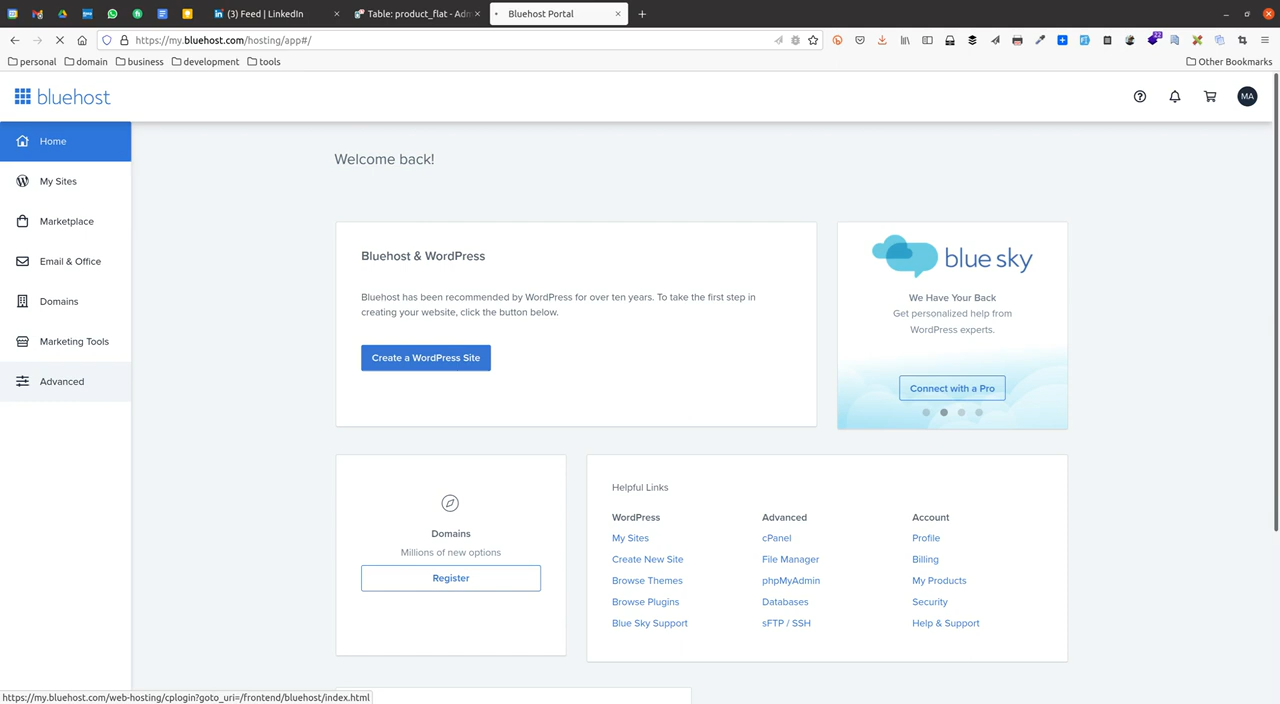 (3) Feed | LinkedIn
Table: product_flat - Adm
Bluehost Portal
https://my.bluehost.com/hosting/app#/
22
personal
domain
business
development
tools
Other Bookmarks
bluehost
MA
Home
My Sites
Marketplace
Email & Office
Domains
Marketing Tools
Advanced
Welcome back!
Bluehost & WordPress
Bluehost has been recommended by WordPress for over ten years. To take the first step in
creating your website, click the button below.
Create a WordPress Site
blue sky
We Have Your Back
Get personalized help from
WordPress experts.
Connect with a Pro
Domains
Millions of new options
Register
Helpful Links
WordPress
My Sites
Create New Site
Browse Themes
Browse Plugins
Blue Sky Support
Advanced
cPanel
File Manager
phpMyAdmin
Databases
sFTP / SSH
Account
Profile
Billing
My Products
Security
Help & Support
https://my.bluehost.com/web-hosting/cplogin?goto_uri=/frontend/bluehost/index.html